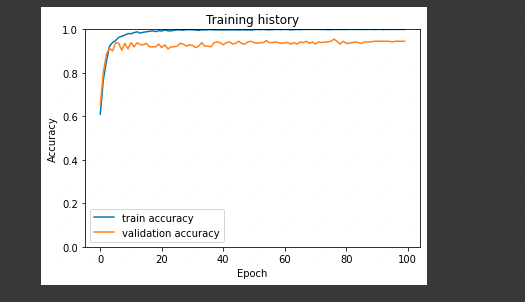 Training history
1.0
0.8
0.6
0.4
0.2
0.0
Accuracy
train accuracy
validation accuracy
0 20 40 60 80 100
Epoch